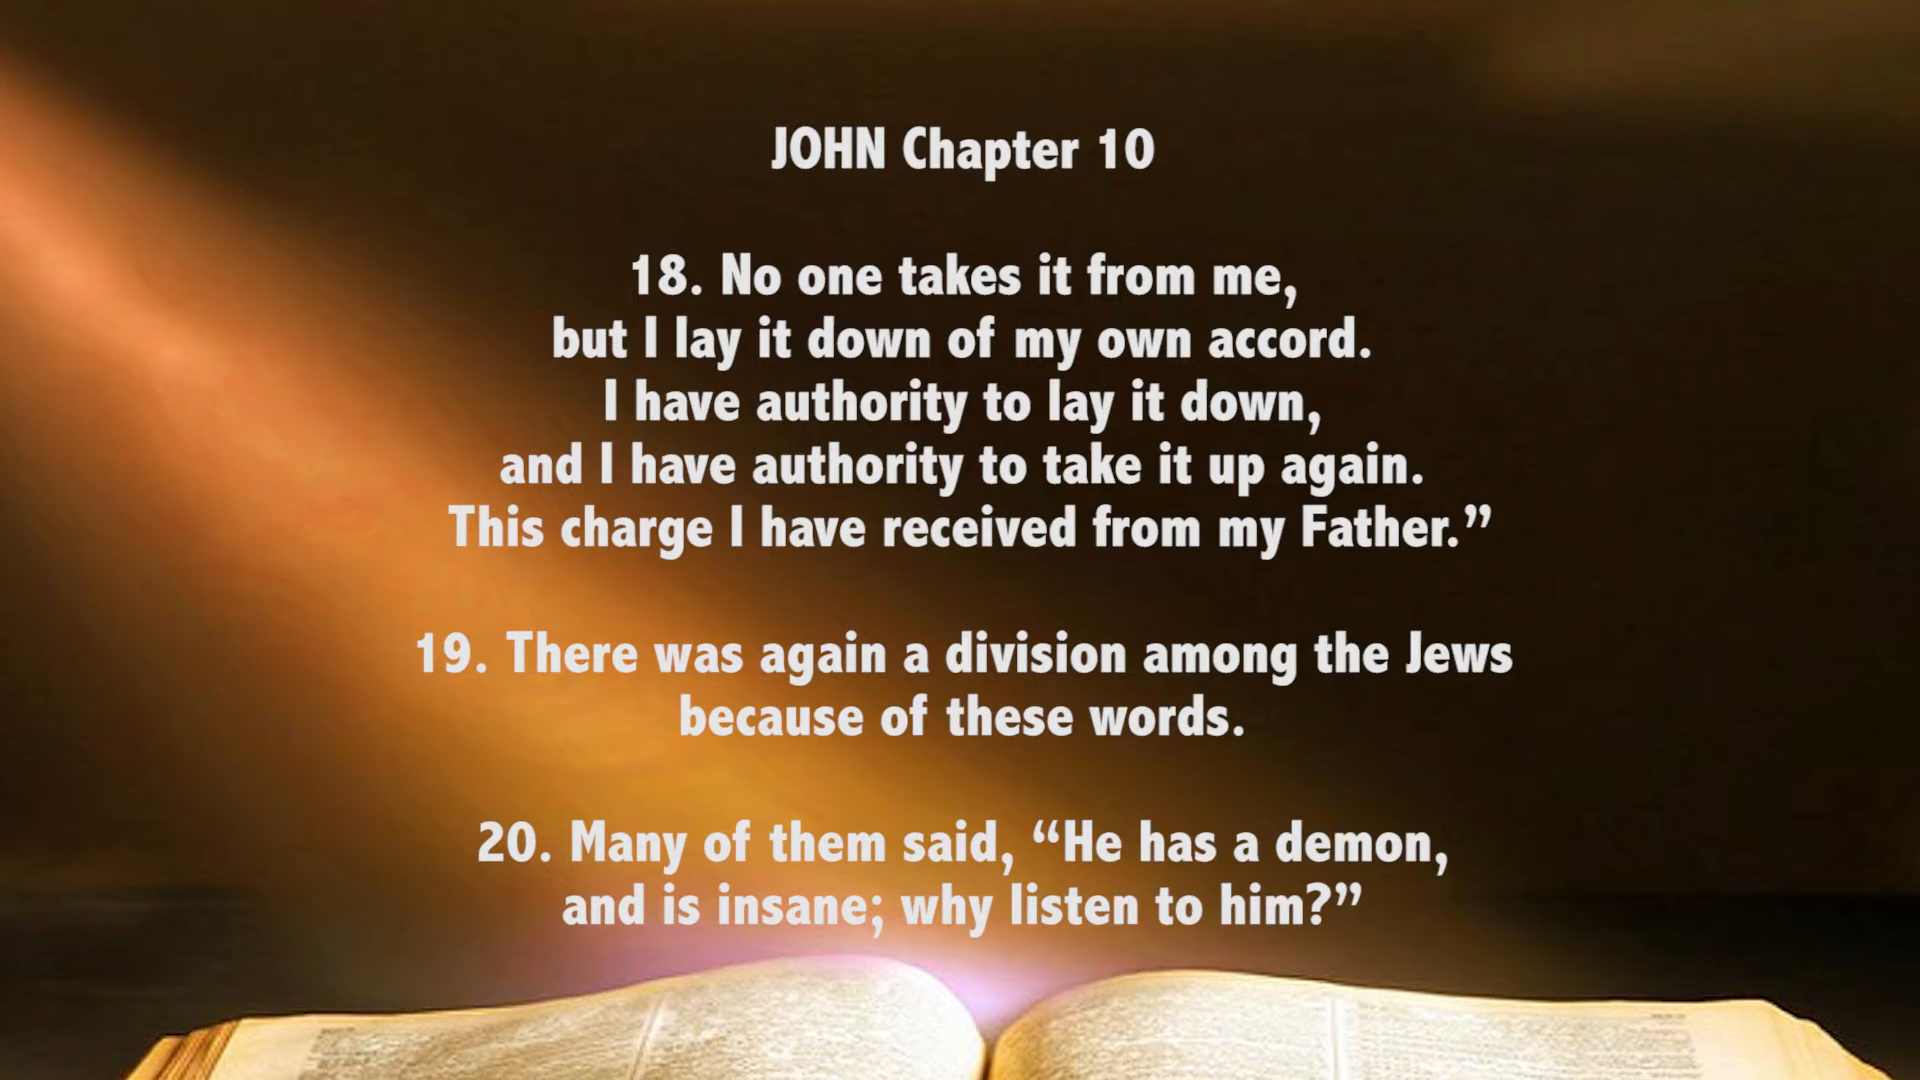 JOHN Chapter 10
18. No one takes it from me,
but I lay it down of my own accord.
I have authority to lay it down,
and I have authority to take it up again.
This charge I have received from my Father.”
19. There was again a division among the Jews
because of these words.
20. Many of them said, “He has a demon,
and is insane; why listen to him?”